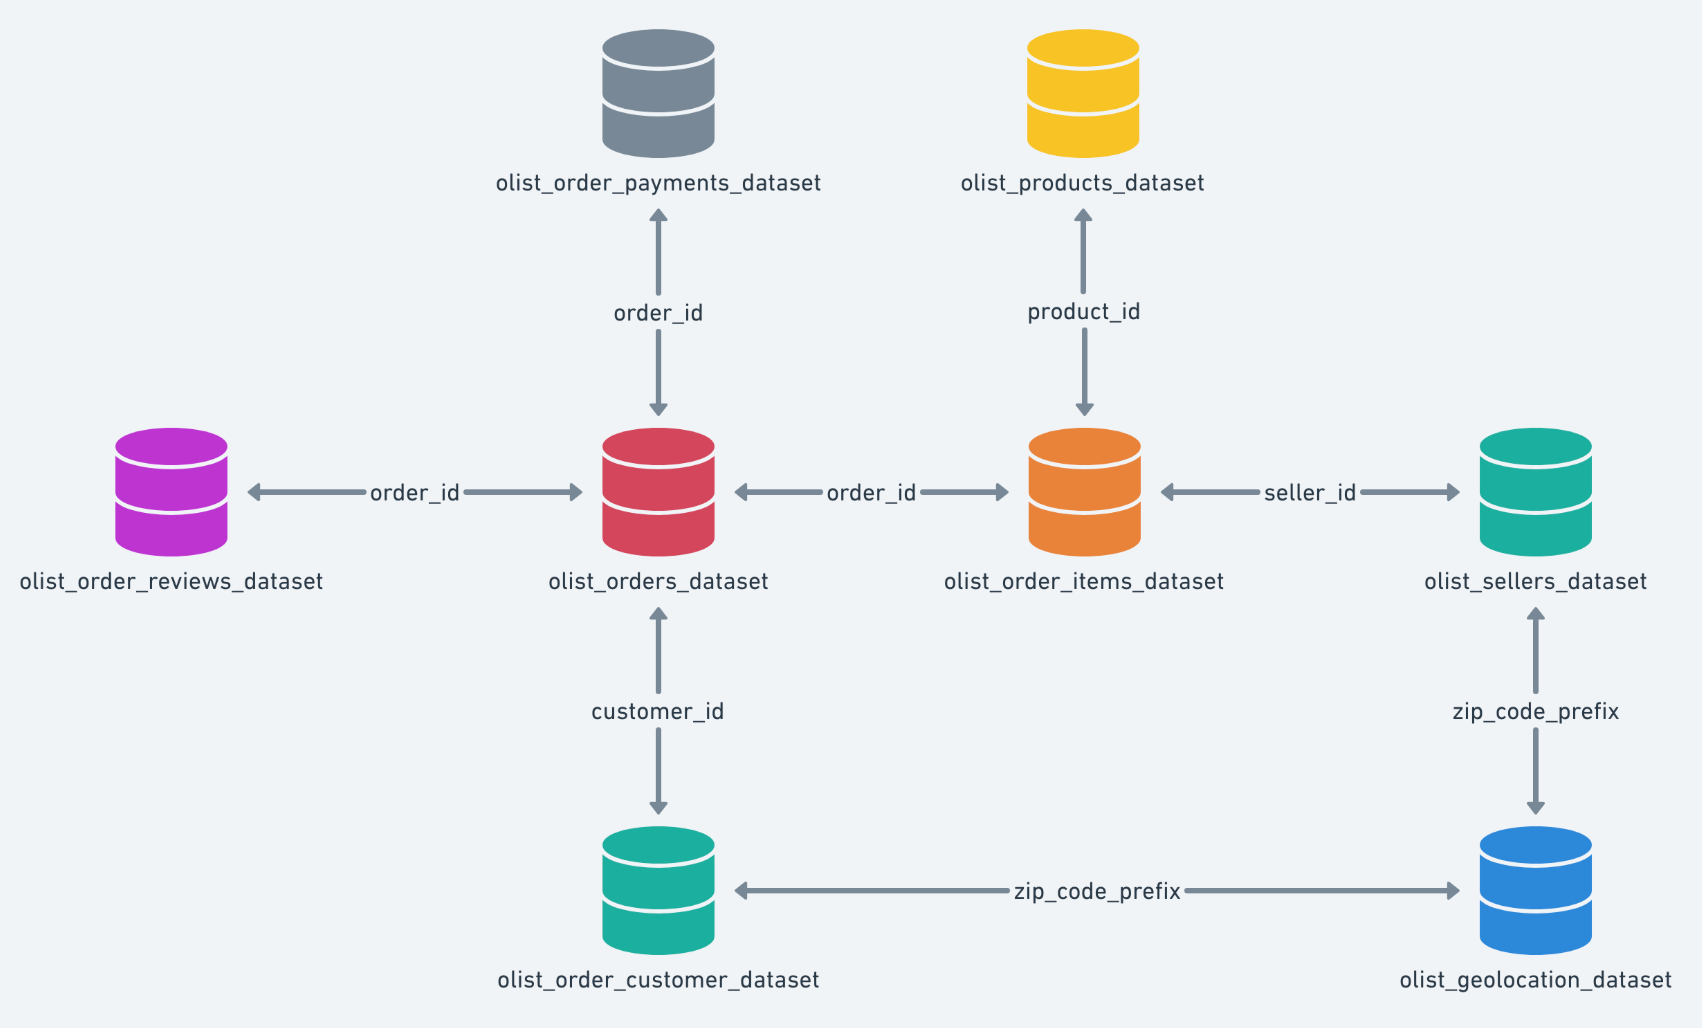 olist_order_payments_dataset
olist_products_dataset
order_id
product_id
order_id
order_id
seller_id
olist_order_reviews_dataset
olist_orders_dataset
olist_order_items_dataset
olist_sellers_dataset
customer_id
zip_code_prefix
zip_code_prefix
olist_order_customer_dataset
olist_geolocation_dataset